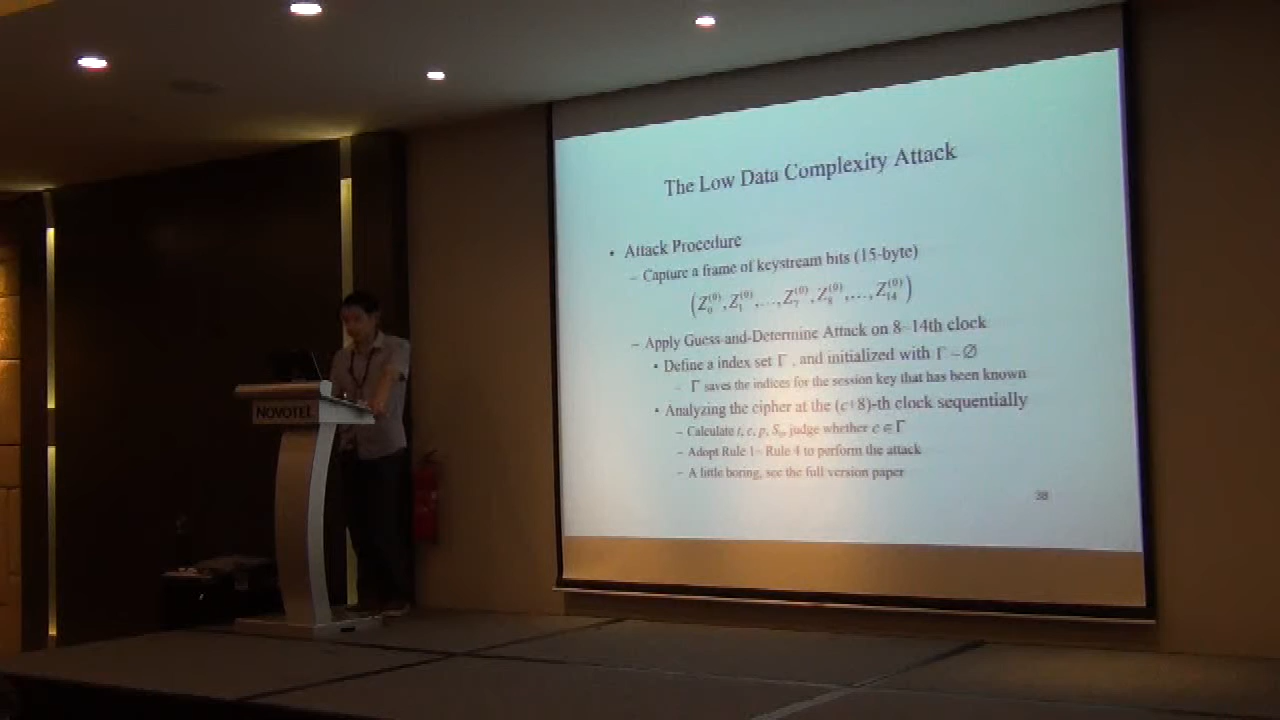 The Low Data Complexity Attack
• Attack Procedure
– Capture a frame of keystream bits (15-byte)
(Z₀⁽⁰⁾, Z₁⁽⁰⁾, …, Z₇⁽⁰⁾, Z₈⁽⁰⁾, …, Z₁₄⁽⁰⁾)
– Apply Guess-and-Determine Attack on 8~14th clock
• Define a index set Γ , and initialized with Γ = ∅
– Γ saves the indices for the session key that has been known
• Analyzing the cipher at the (c+8)-th clock sequentially
– Calculate judge whether c ∈ Γ
– Adopt Rule 1~ Rule 4 to perform the attack
– A little boring, see the full version paper
38
NOVOTEL